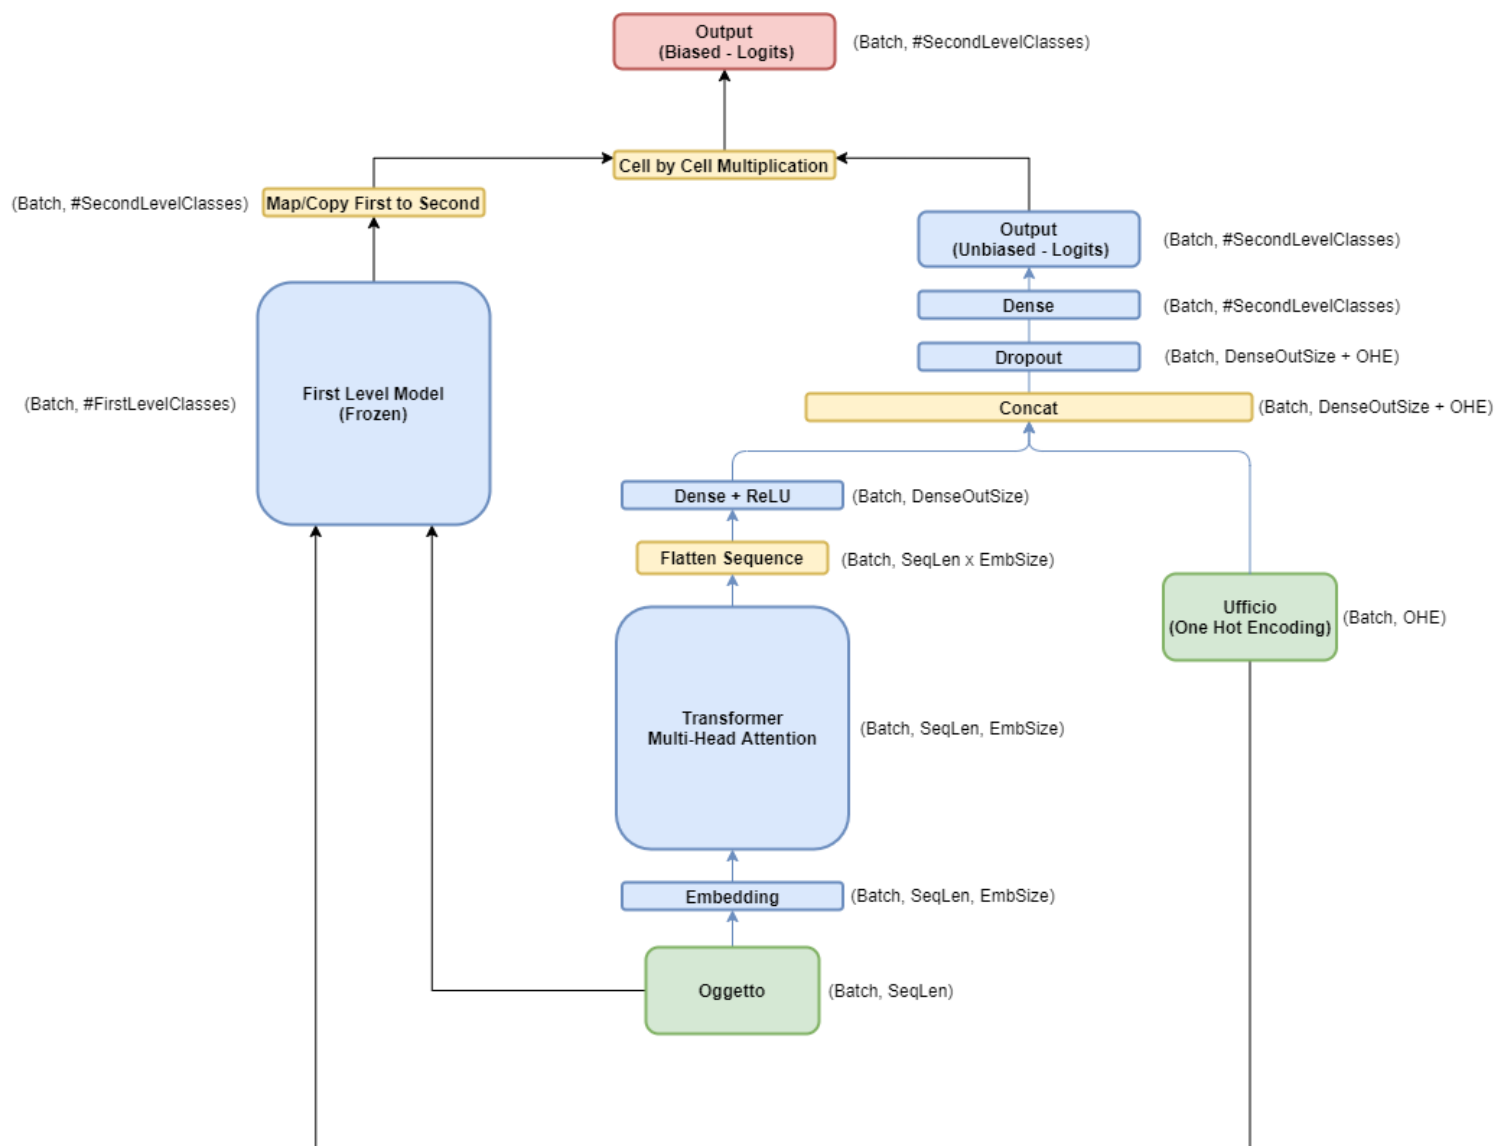 Output
(Biased - Logits)
(Batch, #SecondLevelClasses)
Cell by Cell Multiplication
(Batch, #SecondLevelClasses)
Map/Copy First to Second
Output
(Unbiased - Logits)
(Batch, #SecondLevelClasses)
Dense
(Batch, #SecondLevelClasses)
Dropout
(Batch, DenseOutSize + OHE)
First Level Model
(Frozen)
(Batch, #FirstLevelClasses)
Concat
(Batch, DenseOutSize + OHE)
Dense + ReLU
(Batch, DenseOutSize)
Flatten Sequence
(Batch, SeqLen x EmbSize)
Ufficio
(One Hot Encoding)
(Batch, OHE)
Transformer
Multi-Head Attention
(Batch, SeqLen, EmbSize)
Embedding
(Batch, SeqLen, EmbSize)
Oggetto
(Batch, SeqLen)